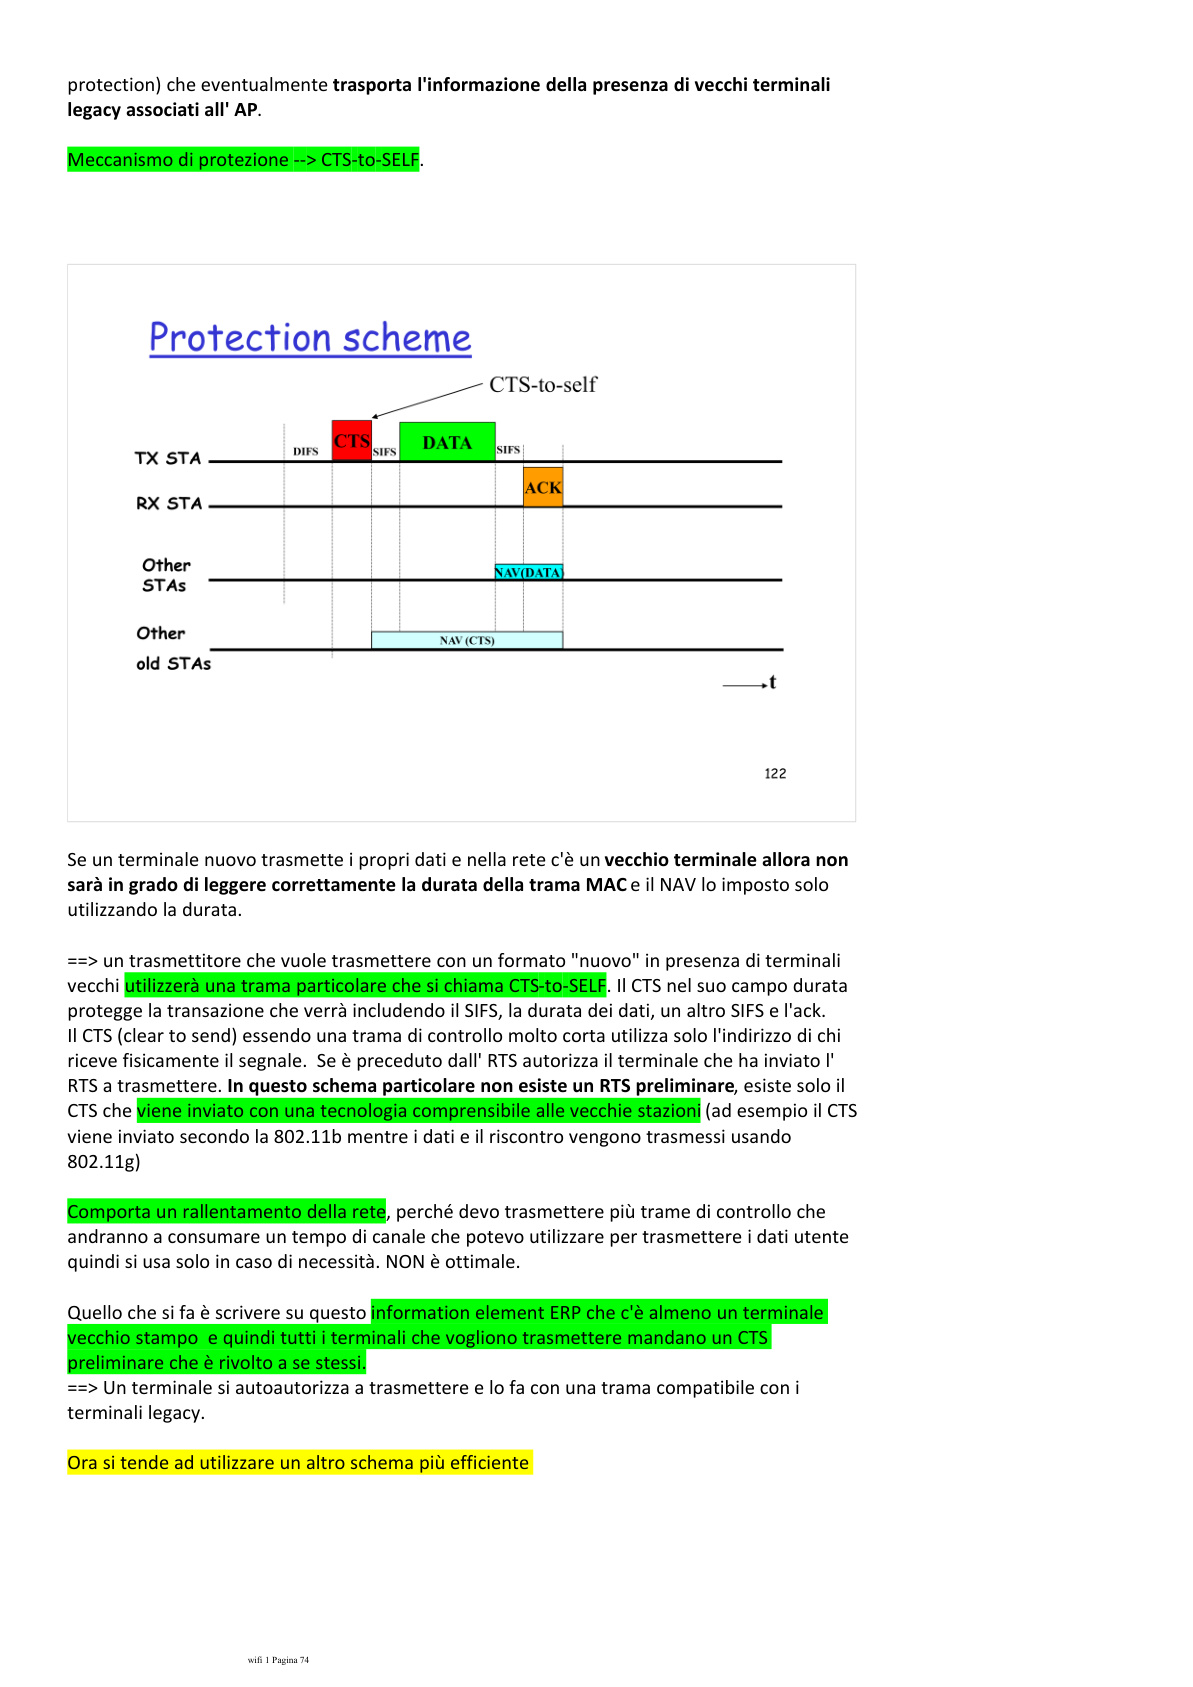 protection) che eventualmente trasporta l'informazione della presenza di vecchi terminali
legacy associati all' AP.
Meccanismo di protezione --> CTS-to-SELF.
Protection scheme
CTS-to-self
TX STA
DIFS
CTS
SIFS
DATA
SIFS
RX STA
ACK
Other
STAs
NAV(DATA)
Other
old STAs
NAV (CTS)
t
122
Se un terminale nuovo trasmette i propri dati e nella rete c'è un vecchio terminale allora non
sarà in grado di leggere correttamente la durata della trama MAC e il NAV lo imposto solo
utilizzando la durata.
==> un trasmettitore che vuole trasmettere con un formato "nuovo" in presenza di terminali
vecchi utilizzerà una trama particolare che si chiama CTS-to-SELF. Il CTS nel suo campo durata
protegge la transazione che verrà includendo il SIFS, la durata dei dati, un altro SIFS e l'ack.
Il CTS (clear to send) essendo una trama di controllo molto corta utilizza solo l'indirizzo di chi
riceve fisicamente il segnale.  Se è preceduto dall' RTS autorizza il terminale che ha inviato l'
RTS a trasmettere. In questo schema particolare non esiste un RTS preliminare, esiste solo il
CTS che viene inviato con una tecnologia comprensibile alle vecchie stazioni (ad esempio il CTS
viene inviato secondo la 802.11b mentre i dati e il riscontro vengono trasmessi usando
802.11g)
Comporta un rallentamento della rete, perché devo trasmettere più trame di controllo che
andranno a consumare un tempo di canale che potevo utilizzare per trasmettere i dati utente
quindi si usa solo in caso di necessità. NON è ottimale.
Quello che si fa è scrivere su questo information element ERP che c'è almeno un terminale
vecchio stampo  e quindi tutti i terminali che vogliono trasmettere mandano un CTS
preliminare che è rivolto a se stessi.
==> Un terminale si autoautorizza a trasmettere e lo fa con una trama compatibile con i
terminali legacy.
Ora si tende ad utilizzare un altro schema più efficiente
wifi 1 Pagina 74